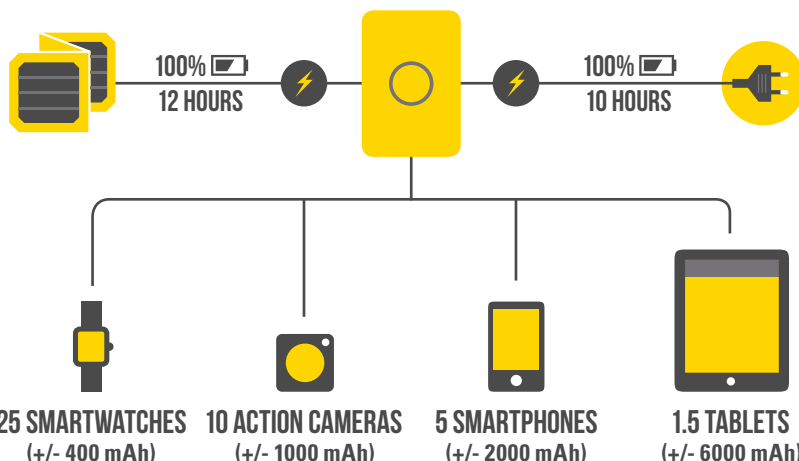 100%
12 HOURS
100%
10 HOURS
25 SMARTWATCHES
(+/- 400 mAh)
10 ACTION CAMERAS
(+/- 1000 mAh)
5 SMARTPHONES
(+/- 2000 mAh)
1.5 TABLETS
(+/- 6000 mAh)